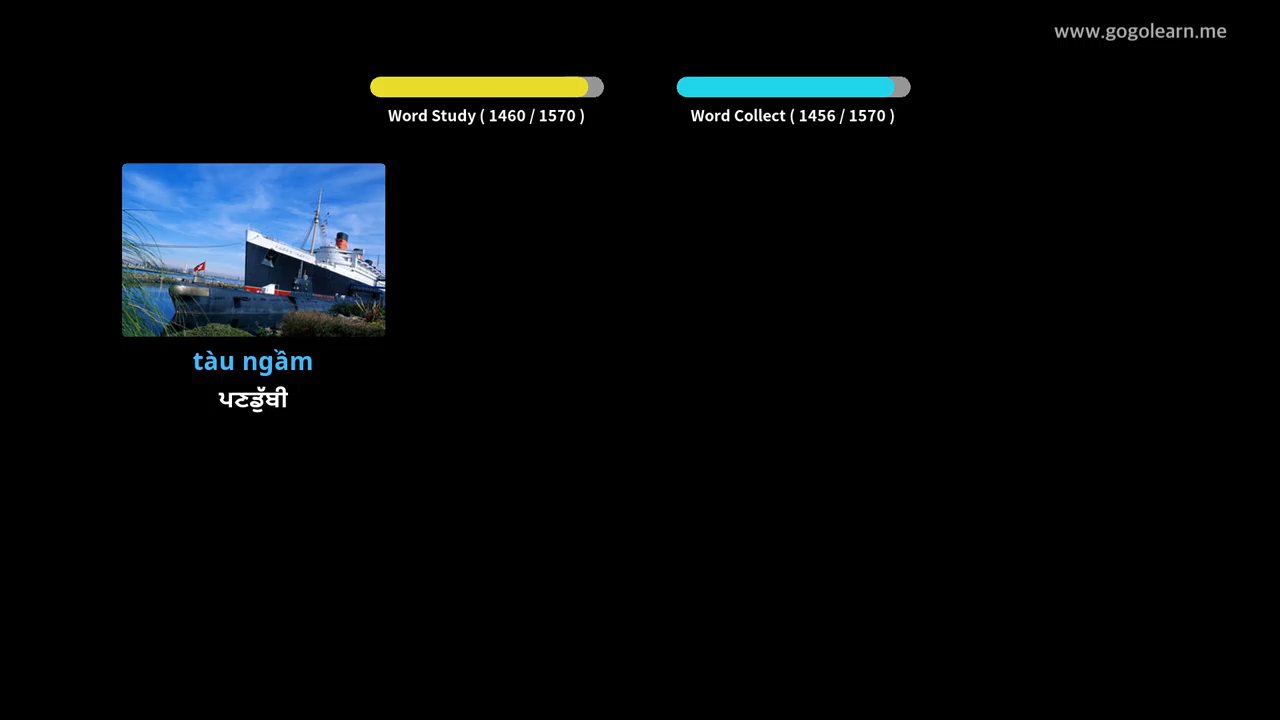 www.gogolearn.me
Word Study ( 1460 / 1570 )
Word Collect ( 1456 / 1570 )
tàu ngầm
ਪਣਡੁੱਬੀ